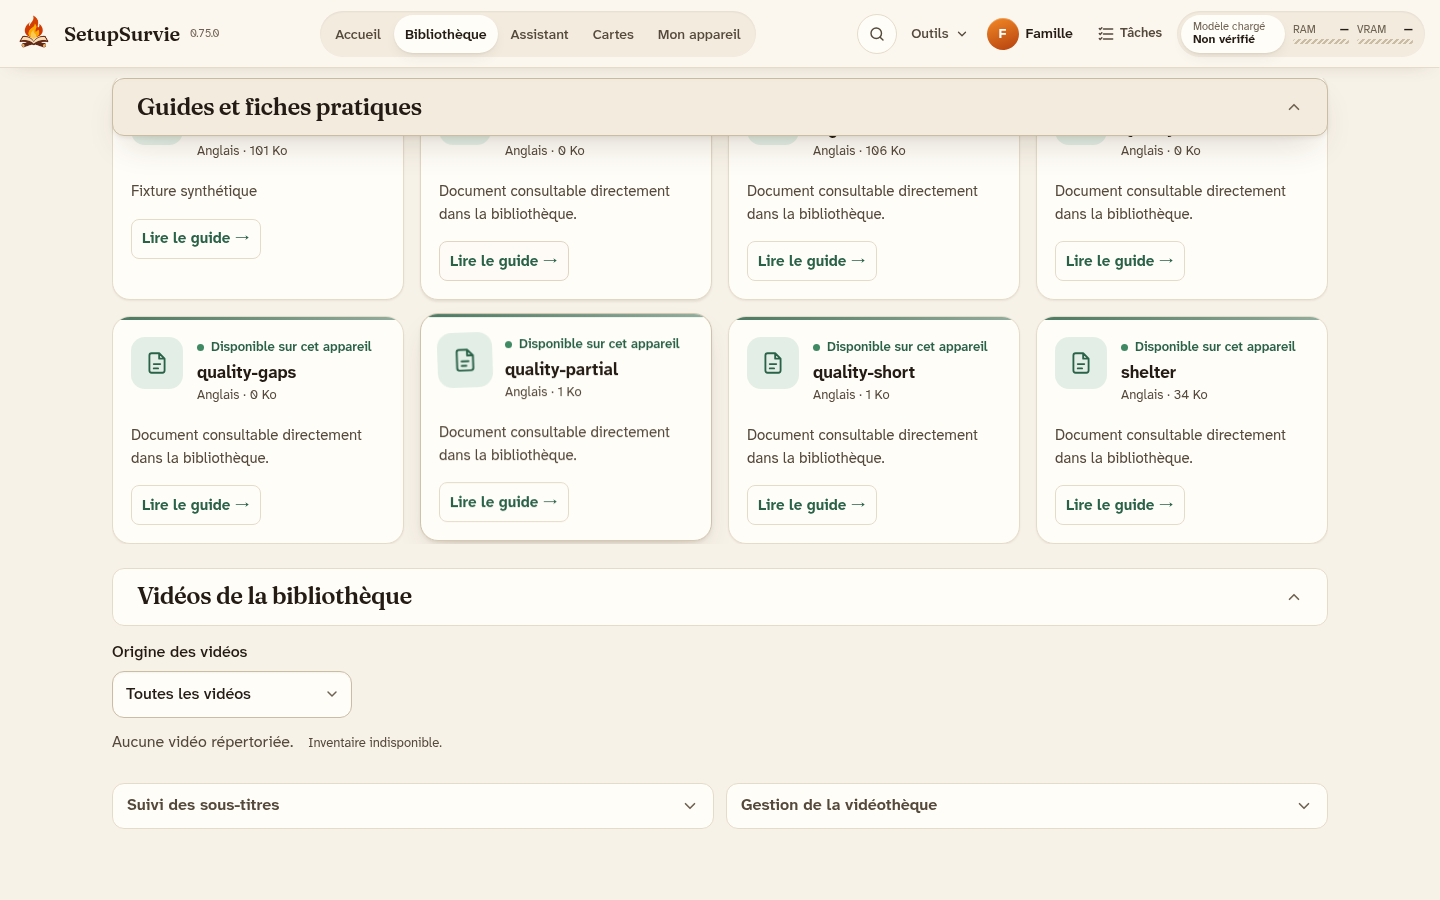 SetupSurvie 0.75.0
Accueil Bibliothèque Assistant Cartes Mon appareil
Outils
F Famille
Tâches
Modèle chargé
Non vérifié
RAM – VRAM –
Guides et fiches pratiques
Anglais · 101 Ko
Fixture synthétique
Lire le guide →
Anglais · 0 Ko
Document consultable directement
dans la bibliothèque.
Lire le guide →
Anglais · 106 Ko
Document consultable directement
dans la bibliothèque.
Lire le guide →
Anglais · 0 Ko
Document consultable directement
dans la bibliothèque.
Lire le guide →
Disponible sur cet appareil
quality-gaps
Anglais · 0 Ko
Document consultable directement
dans la bibliothèque.
Lire le guide →
Disponible sur cet appareil
quality-partial
Anglais · 1 Ko
Document consultable directement
dans la bibliothèque.
Lire le guide →
Disponible sur cet appareil
quality-short
Anglais · 1 Ko
Document consultable directement
dans la bibliothèque.
Lire le guide →
Disponible sur cet appareil
shelter
Anglais · 34 Ko
Document consultable directement
dans la bibliothèque.
Lire le guide →
Vidéos de la bibliothèque
Origine des vidéos
Toutes les vidéos
Aucune vidéo répertoriée. Inventaire indisponible.
Suivi des sous-titres
Gestion de la vidéothèque